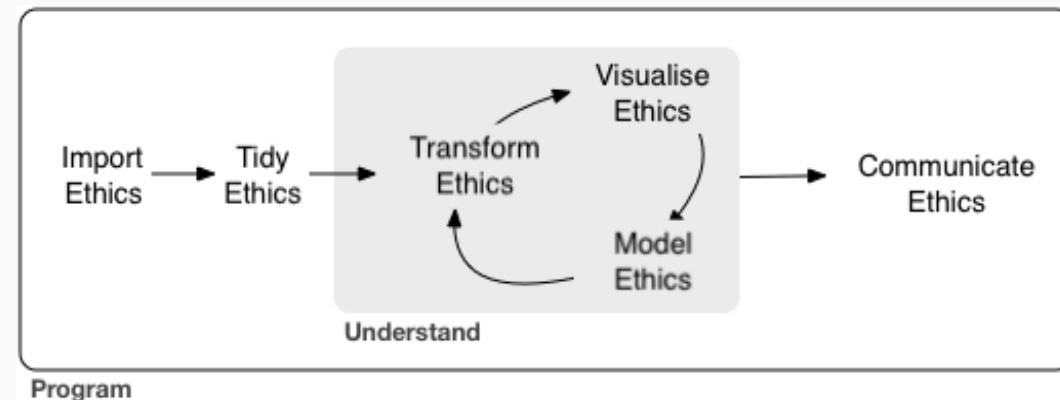 Import
Ethics
Tidy
Ethics
Transform
Ethics
Visualise
Ethics
Model
Ethics
Understand
Communicate
Ethics
Program